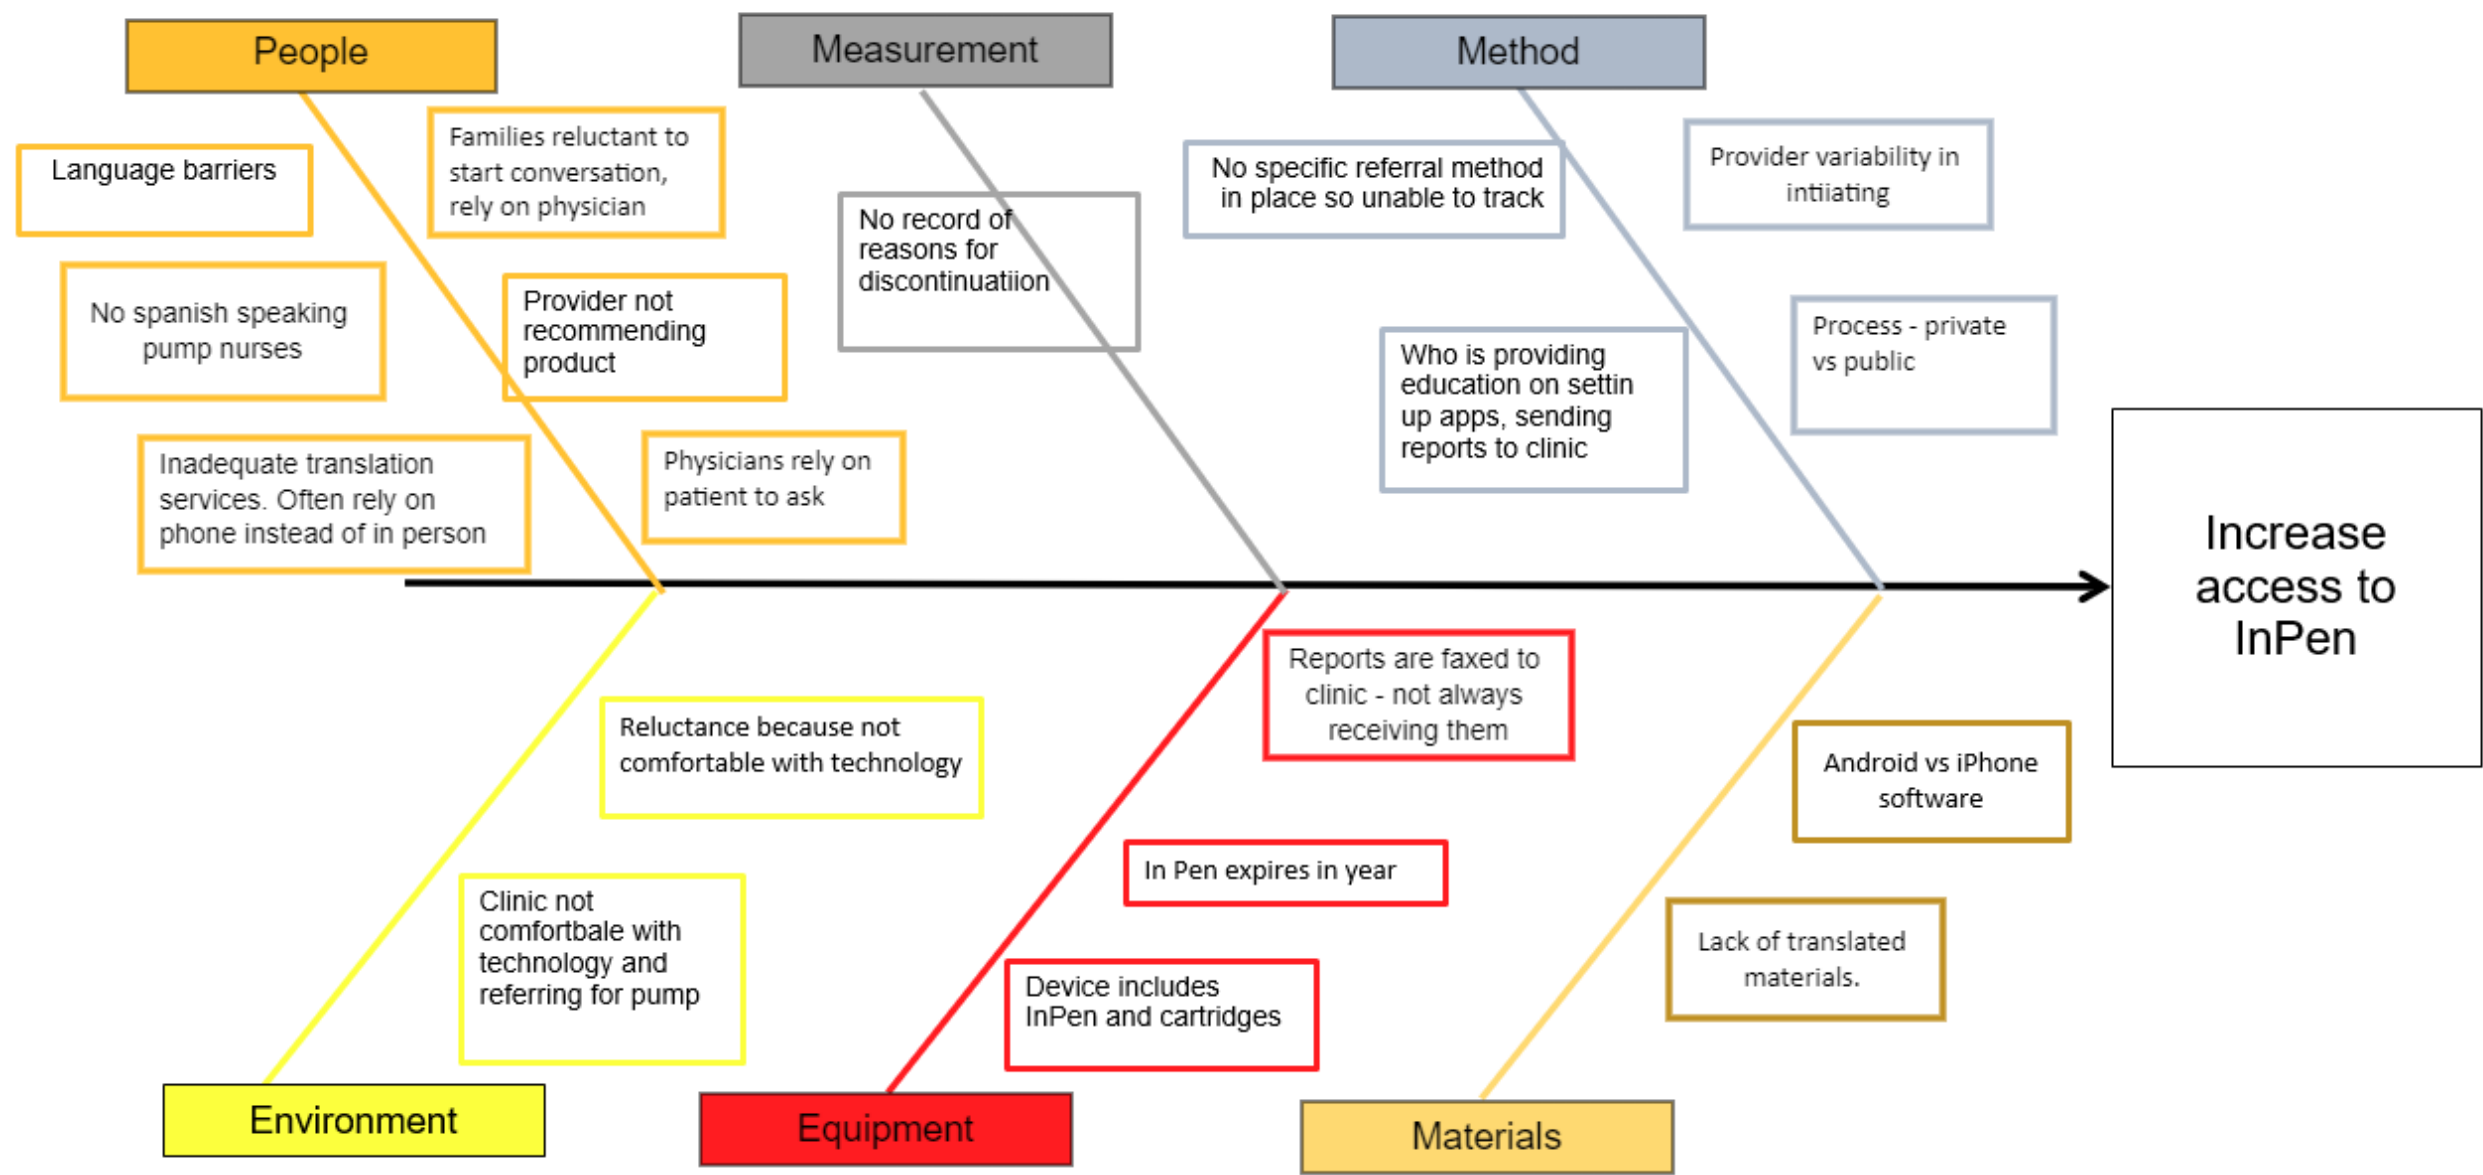 People
Measurement
Method
Language barriers
Families reluctant to
start conversation,
rely on physician
No spanish speaking
pump nurses
Provider not
recommending
product
Inadequate translation
services. Often rely on
phone instead of in person
Physicians rely on
patient to ask
No record of
reasons for
discontinuatiion
No specific referral method
in place so unable to track
Provider variability in
intiiating
Who is providing
education on settin
up apps, sending
reports to clinic
Process - private
vs public
Increase
access to
InPen
Reluctance because not
comfortable with technology
Clinic not
comfortbale with
technology and
referring for pump
Reports are faxed to
clinic - not always
receiving them
In Pen expires in year
Device includes
InPen and cartridges
Android vs iPhone
software
Lack of translated
materials.
Environment
Equipment
Materials